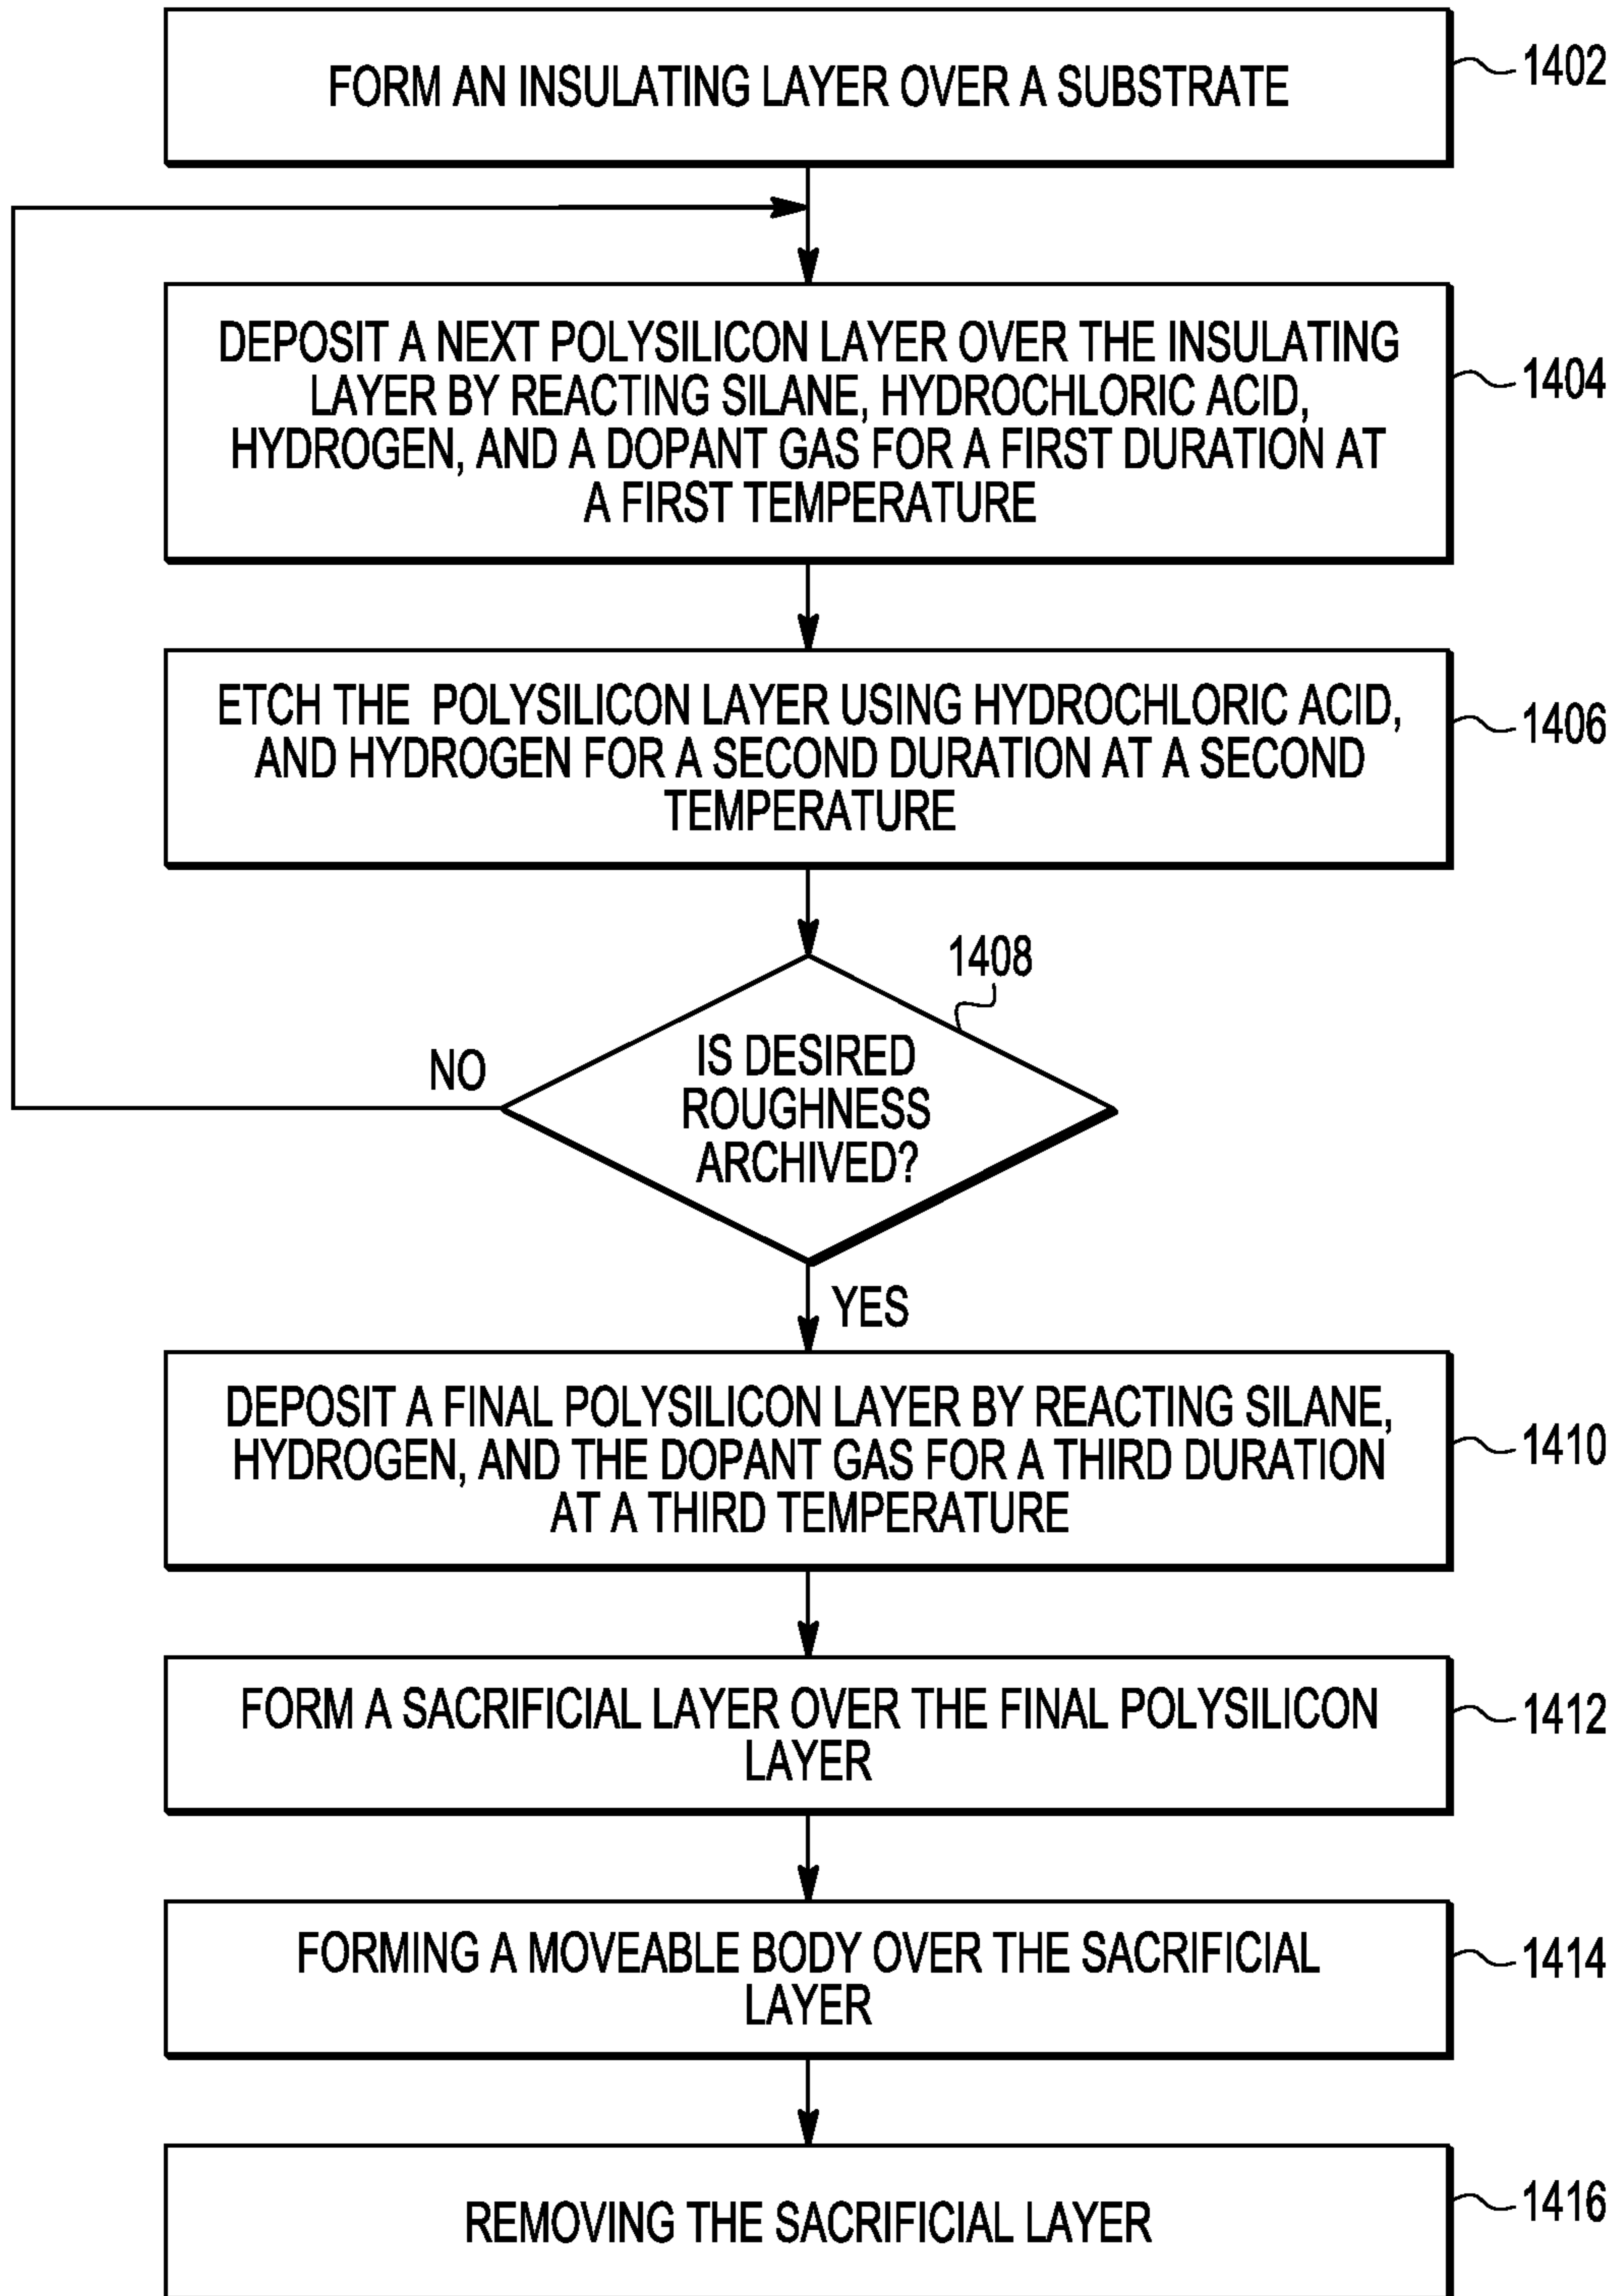 FORM AN INSULATING LAYER OVER A SUBSTRATE
1402
DEPOSIT A NEXT POLYSILICON LAYER OVER THE INSULATING
LAYER BY REACTING SILANE, HYDROCHLORIC ACID,
HYDROGEN, AND A DOPANT GAS FOR A FIRST DURATION AT
A FIRST TEMPERATURE
1404
ETCH THE POLYSILICON LAYER USING HYDROCHLORIC ACID,
AND HYDROGEN FOR A SECOND DURATION AT A SECOND
TEMPERATURE
1406
1408
IS DESIRED
ROUGHNESS
ARCHIVED?
NO
YES
DEPOSIT A FINAL POLYSILICON LAYER BY REACTING SILANE,
HYDROGEN, AND THE DOPANT GAS FOR A THIRD DURATION
AT A THIRD TEMPERATURE
1410
FORM A SACRIFICIAL LAYER OVER THE FINAL POLYSILICON
LAYER
1412
FORMING A MOVEABLE BODY OVER THE SACRIFICIAL
LAYER
1414
REMOVING THE SACRIFICIAL LAYER
1416